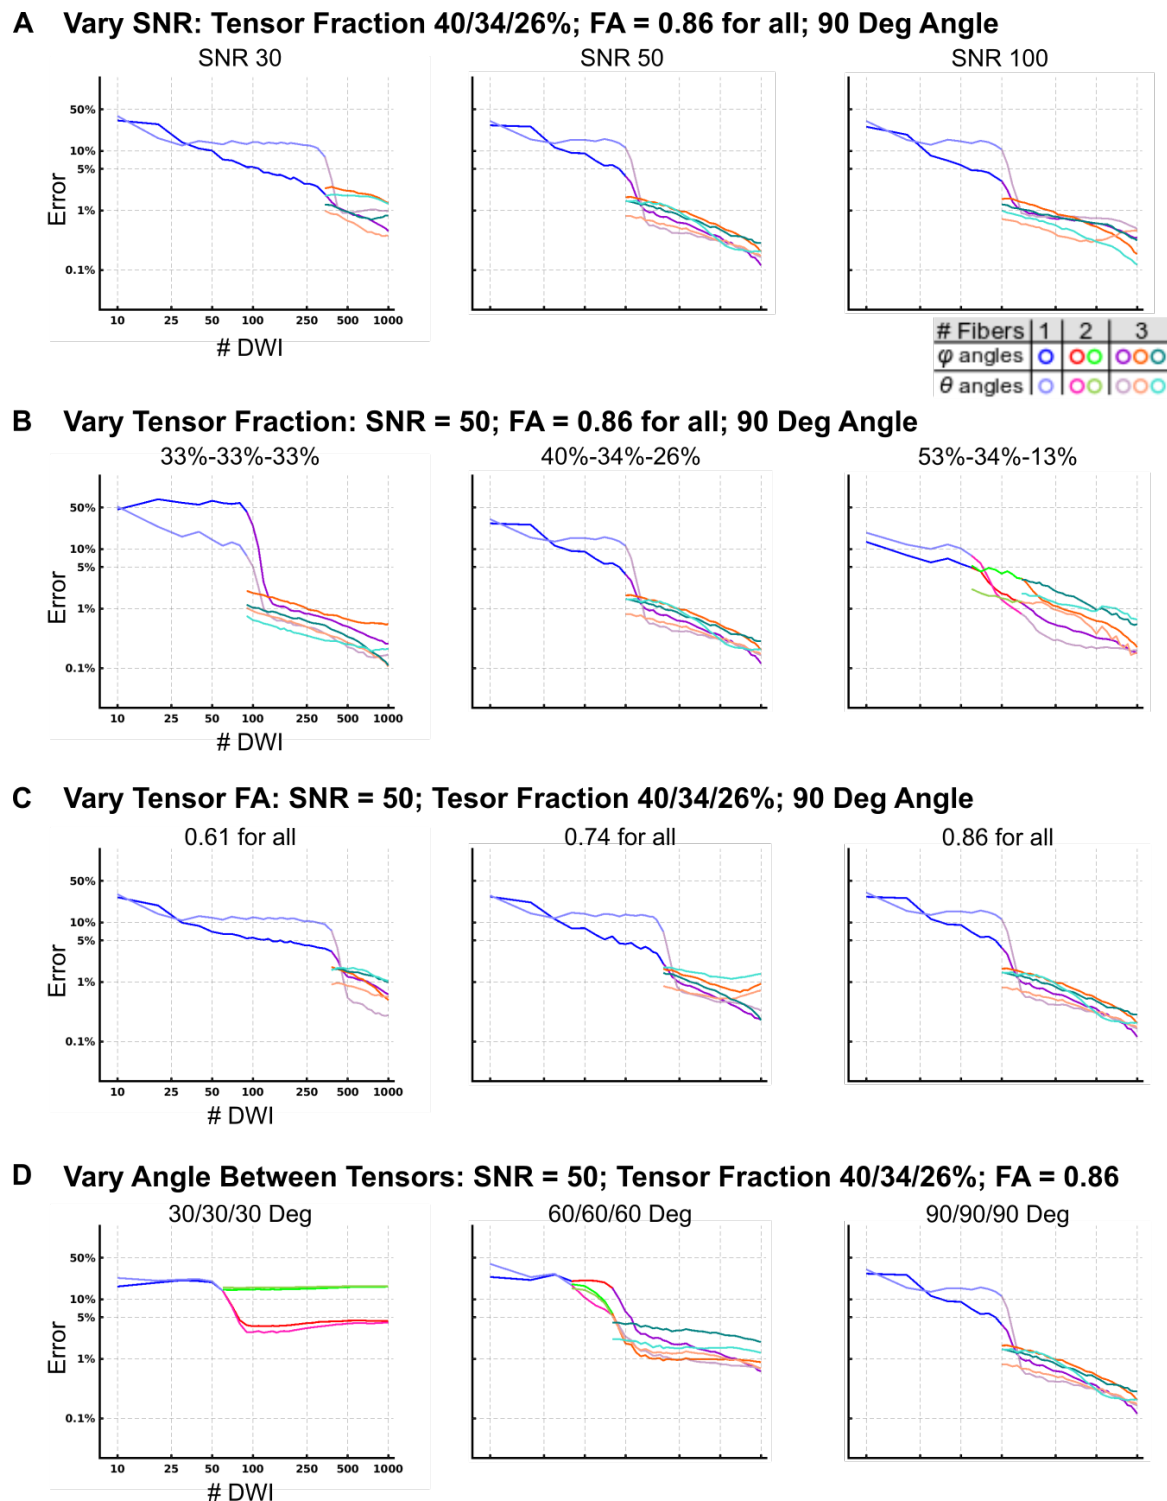 A Vary SNR: Tensor Fraction 40/34/26%; FA = 0.86 for all; 90 Deg Angle
SNR 30
SNR 50
SNR 100
50%
10%
5%
1%
0.1%
Error
10 25 50 100 250 500 1000
# DWI
# Fibers 1 2 3
φ angles
θ angles
B Vary Tensor Fraction: SNR = 50; FA = 0.86 for all; 90 Deg Angle
33%-33%-33%
40%-34%-26%
53%-34%-13%
50%
10%
5%
1%
0.1%
Error
10 25 50 100 250 500 1000
# DWI
C Vary Tensor FA: SNR = 50; Tesor Fraction 40/34/26%; 90 Deg Angle
0.61 for all
0.74 for all
0.86 for all
50%
10%
5%
1%
0.1%
Error
10 25 50 100 250 500 1000
# DWI
D Vary Angle Between Tensors: SNR = 50; Tensor Fraction 40/34/26%; FA = 0.86
30/30/30 Deg
60/60/60 Deg
90/90/90 Deg
50%
10%
5%
1%
0.1%
Error
10 25 50 100 250 500 1000
# DWI